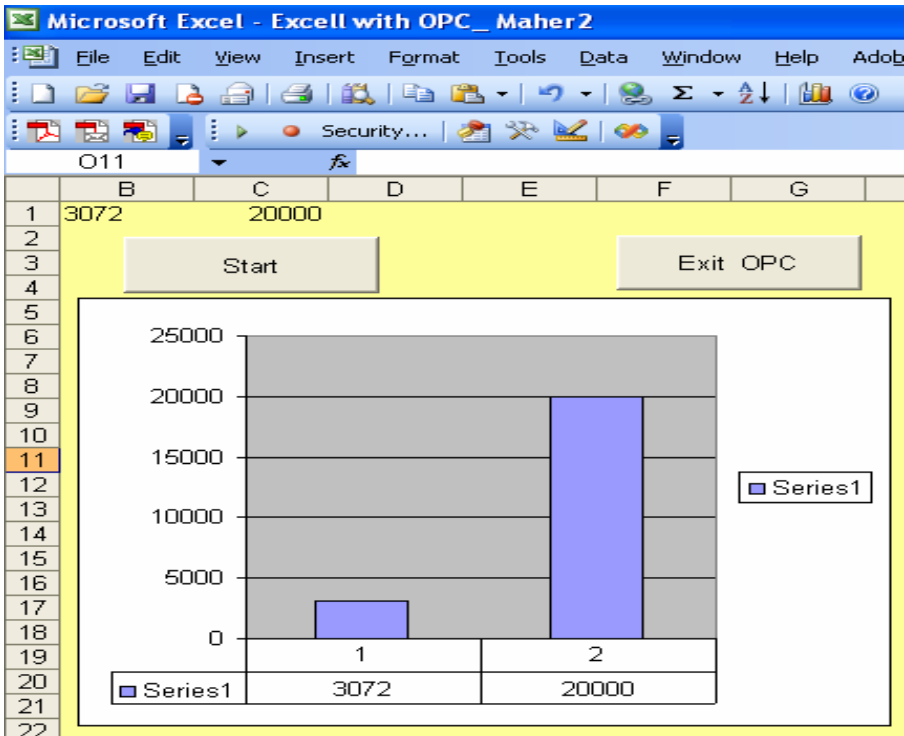 Microsoft Excel - Excell with OPC_ Maher2
File Edit View Insert Format Tools Data Window Help Adob
Security...
O11 fx
B C D E F G
1 3072 20000
2
3 Start Exit OPC
4
5
6 25000
7
8 20000
9
10
11 15000
12 Series1
13 10000
14
15
16 5000
17
18 0
19 1 2
20 Series1 3072 20000
21
22